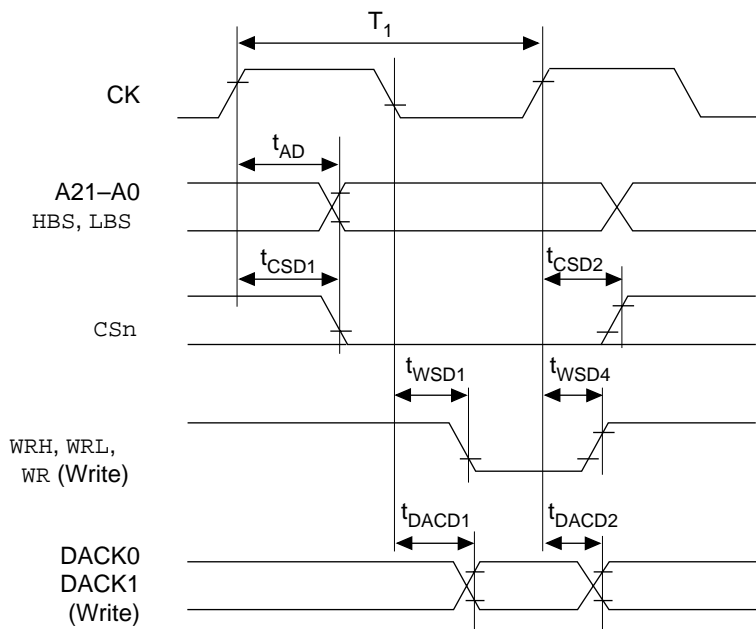 T1
CK
tAD
A21–A0
HBS, LBS
tCSD1
tCSD2
CSn
tWSD1
tWSD4
WRH, WRL,
WR (Write)
tDACD1
tDACD2
DACK0
DACK1
(Write)